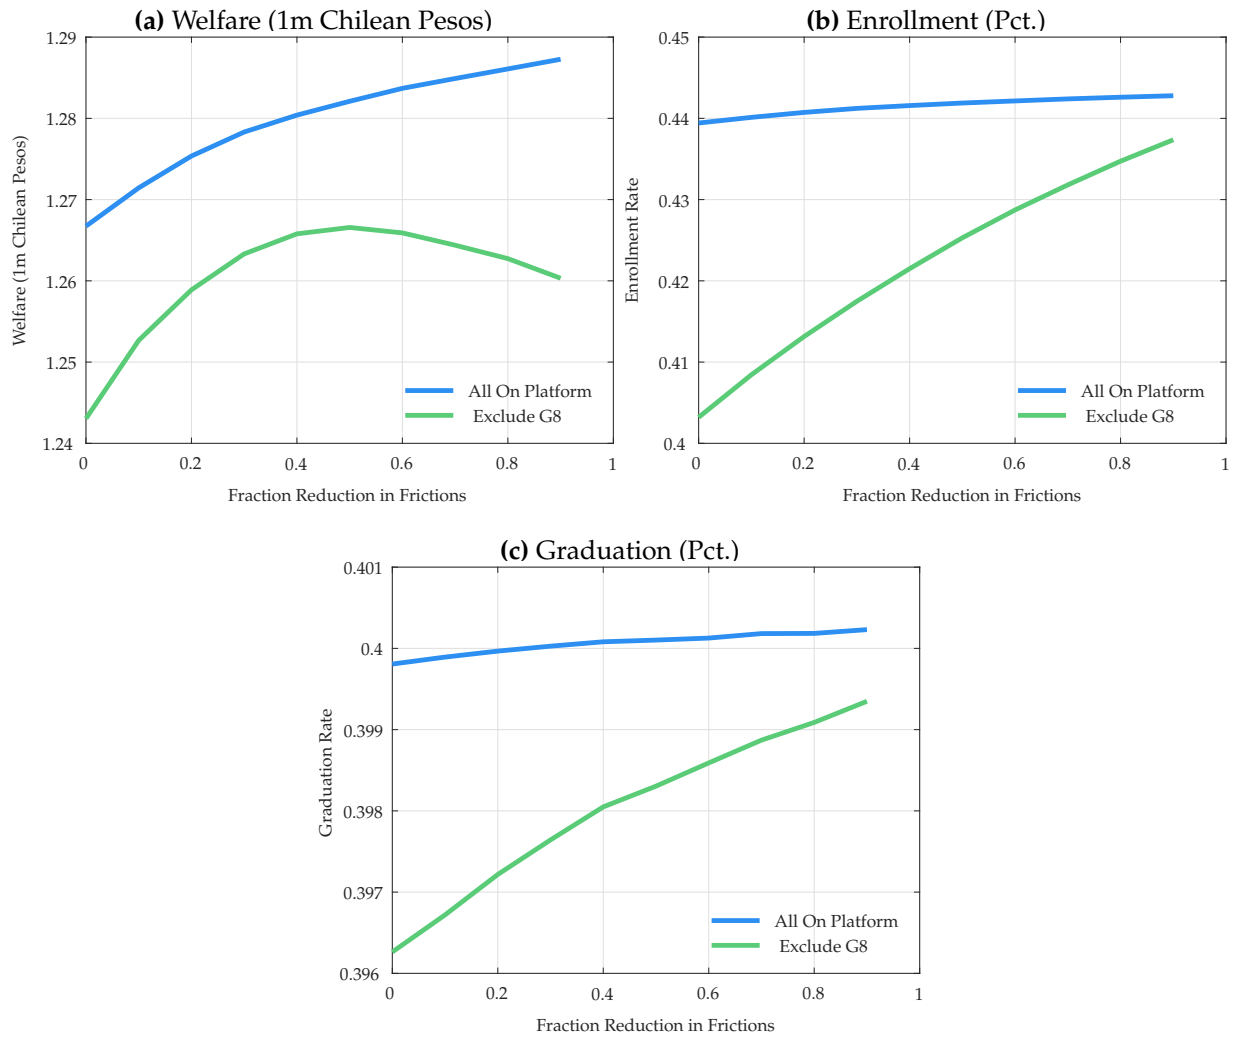 (a) Welfare (1m Chilean Pesos)
1.29
1.28
1.27
1.26
1.25
1.24
Welfare (1m Chilean Pesos)
All On Platform
Exclude G8
0 0.2 0.4 0.6 0.8 1
Fraction Reduction in Frictions
(b) Enrollment (Pct.)
0.45
0.44
0.43
0.42
0.41
0.4
Enrollment Rate
All On Platform
Exclude G8
0 0.2 0.4 0.6 0.8 1
Fraction Reduction in Frictions
(c) Graduation (Pct.)
0.401
0.4
0.399
0.398
0.397
0.396
Graduation Rate
All On Platform
Exclude G8
0 0.2 0.4 0.6 0.8 1
Fraction Reduction in Frictions